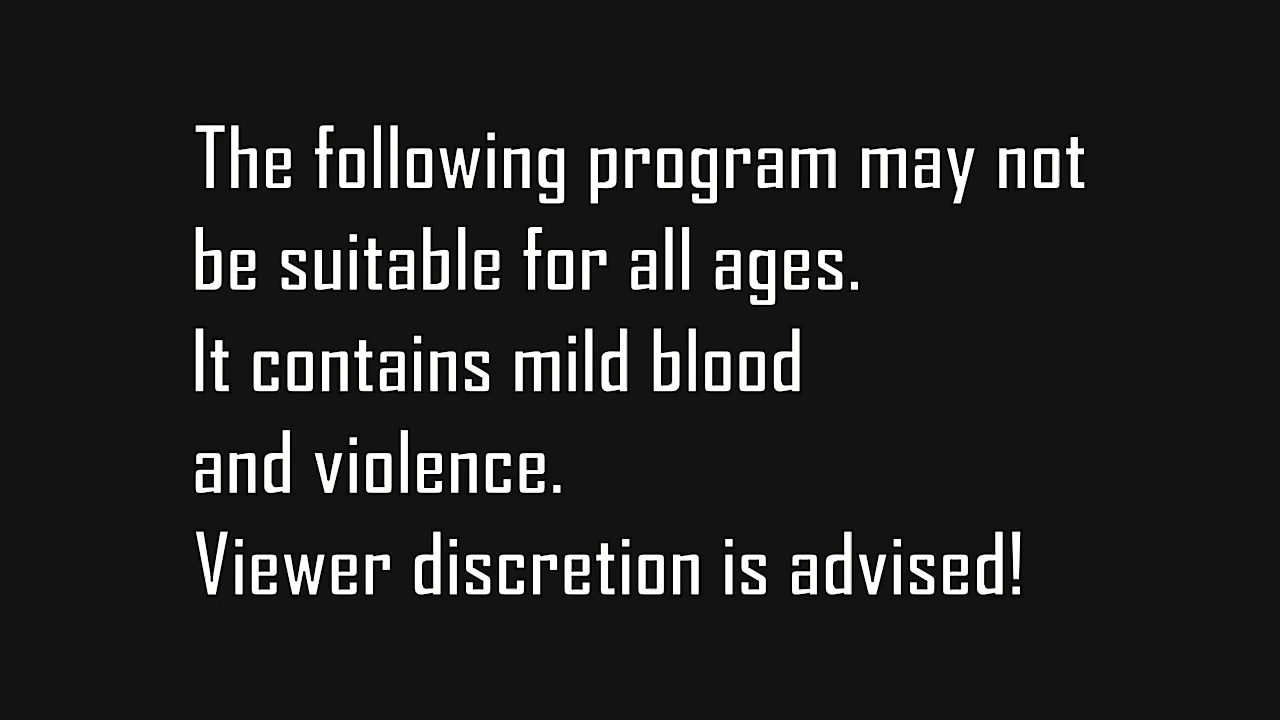 The following program may not
be suitable for all ages.
It contains mild blood
and violence.
Viewer discretion is advised!